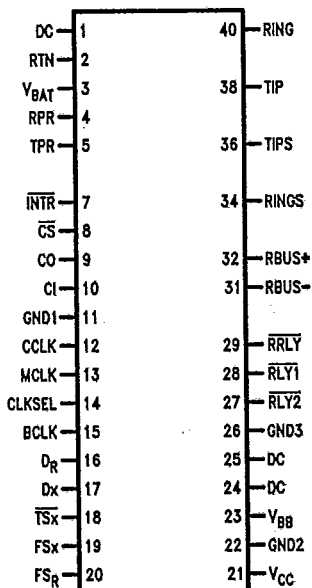 DC 1
RTN 2
VBAT 3
RPR 4
TPR 5
INTR 7
CS 8
CO 9
CI 10
GND1 11
CCLK 12
MCLK 13
CLKSEL 14
BCLK 15
DR 16
Dx 17
TSx 18
FSx 19
FSR 20
40 RING
38 TIP
36 TIPS
34 RINGS
32 RBUS+
31 RBUS-
29 RRLY
28 RLY1
27 RLY2
26 GND3
25 DC
24 DC
23 VBB
22 GND2
21 VCC